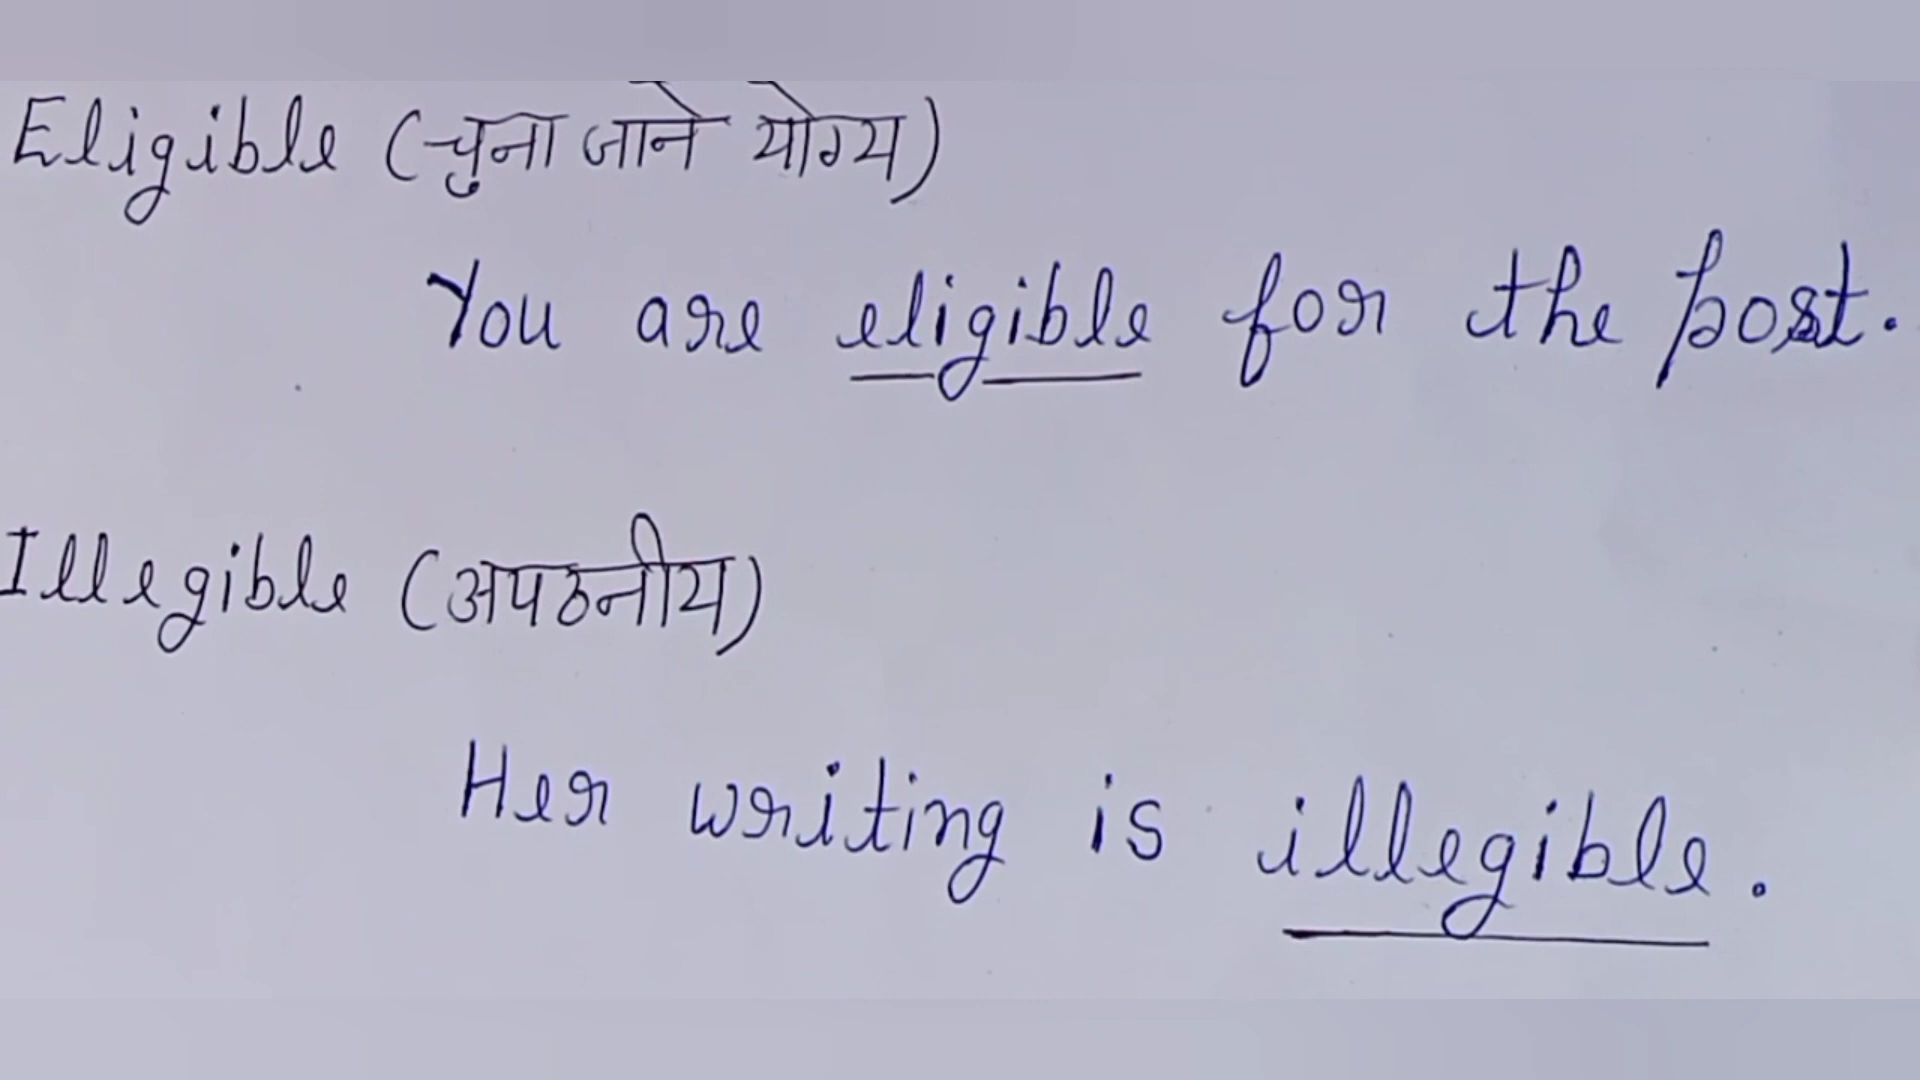 Eligible (चुना जाने योग्य)
You are eligible for the post.
Illegible (अपठनीय)
Her writing is illegible.